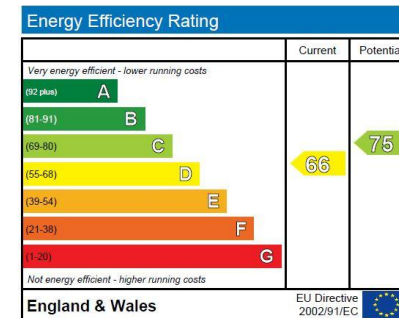 Energy Efficiency Rating
Current Potentia
Very energy efficient - lower running costs
(92 plus) A
(81-91) B
(69-80) C
75
(55-68) D
66
(39-54) E
(21-38) F
(1-20) G
Not energy efficient - higher running costs
England & Wales
EU Directive
2002/91/EC